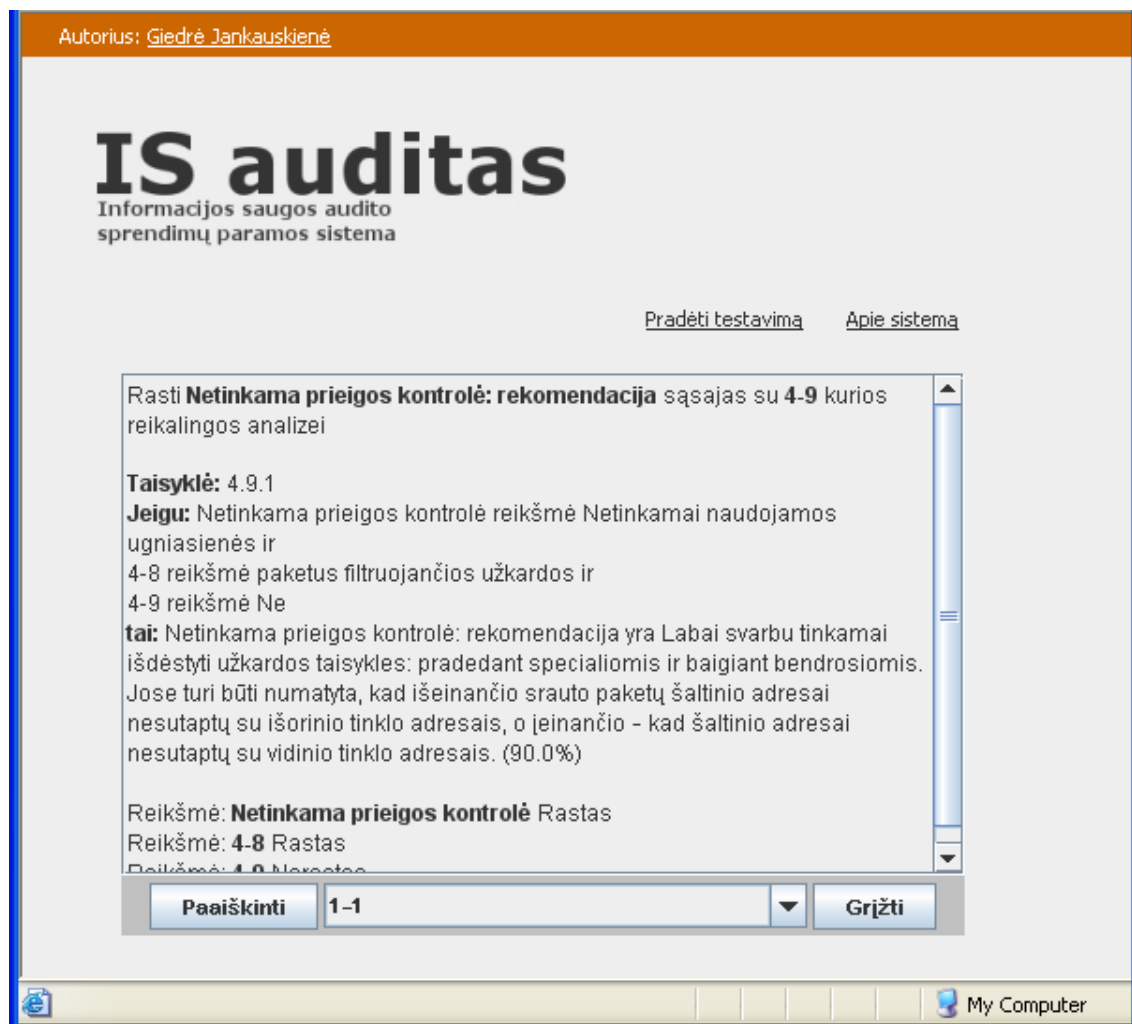 Autorius: Giedrė Jankauskienė
IS auditas
Informacijos saugos audito
sprendimų paramos sistema
Pradėti testavimą Apie sistemą
Rasti Netinkama prieigos kontrolė: rekomendacija sąsajas su 4-9 kurios
reikalingos analizei
Taisyklė: 4.9.1
Jeigu: Netinkama prieigos kontrolė reikšmė Netinkamai naudojamos
ugniasienės ir
4-8 reikšmė paketus filtruojančios užkardos ir
4-9 reikšmė Ne
tai: Netinkama prieigos kontrolė: rekomendacija yra Labai svarbu tinkamai
išdėstyti užkardos taisykles: pradedant specialiomis ir baigiant bendrosiomis.
Jose turi būti numatyta, kad išeinančio srauto paketų šaltinio adresai
nesutaptų su išorinio tinklo adresais, o įeinančio - kad šaltinio adresai
nesutaptų su vidinio tinklo adresais. (90.0%)
Reikšmė: Netinkama prieigos kontrolė Rastas
Reikšmė: 4-8 Rastas
Reikšmė: 4-9 Nerastas
Paaiškinti 1-1 Grįžti
My Computer